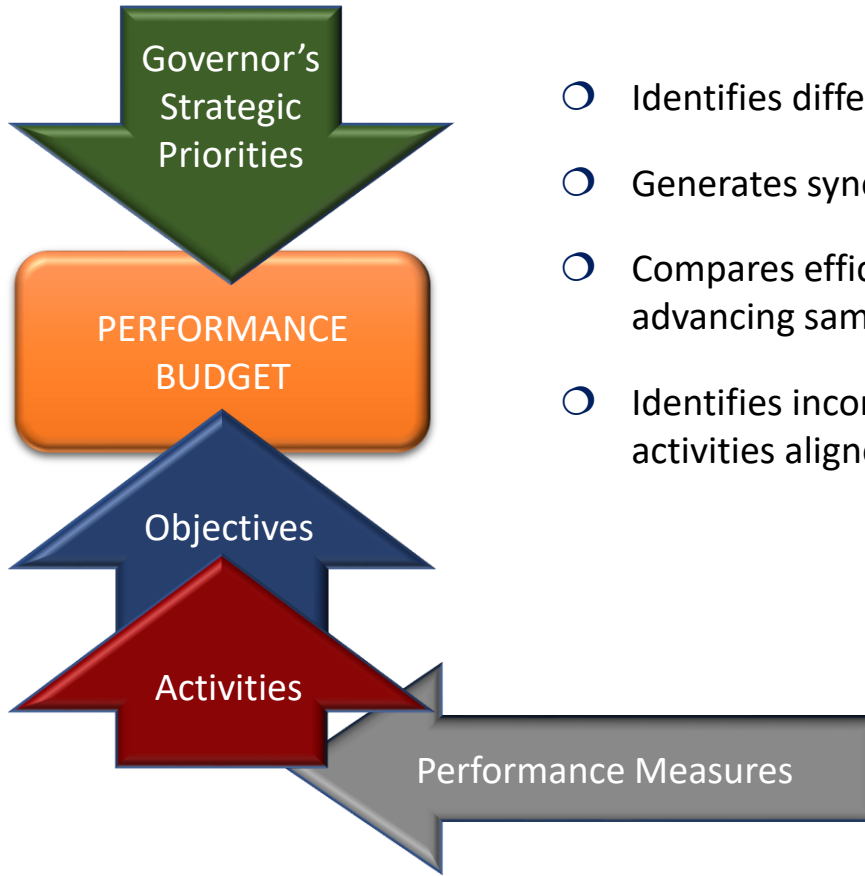 Governor’s
Strategic
Priorities
PERFORMANCE
BUDGET
Objectives
Activities
Performance Measures
Identifies
Generates
Compares
advancing
Identifies
activities